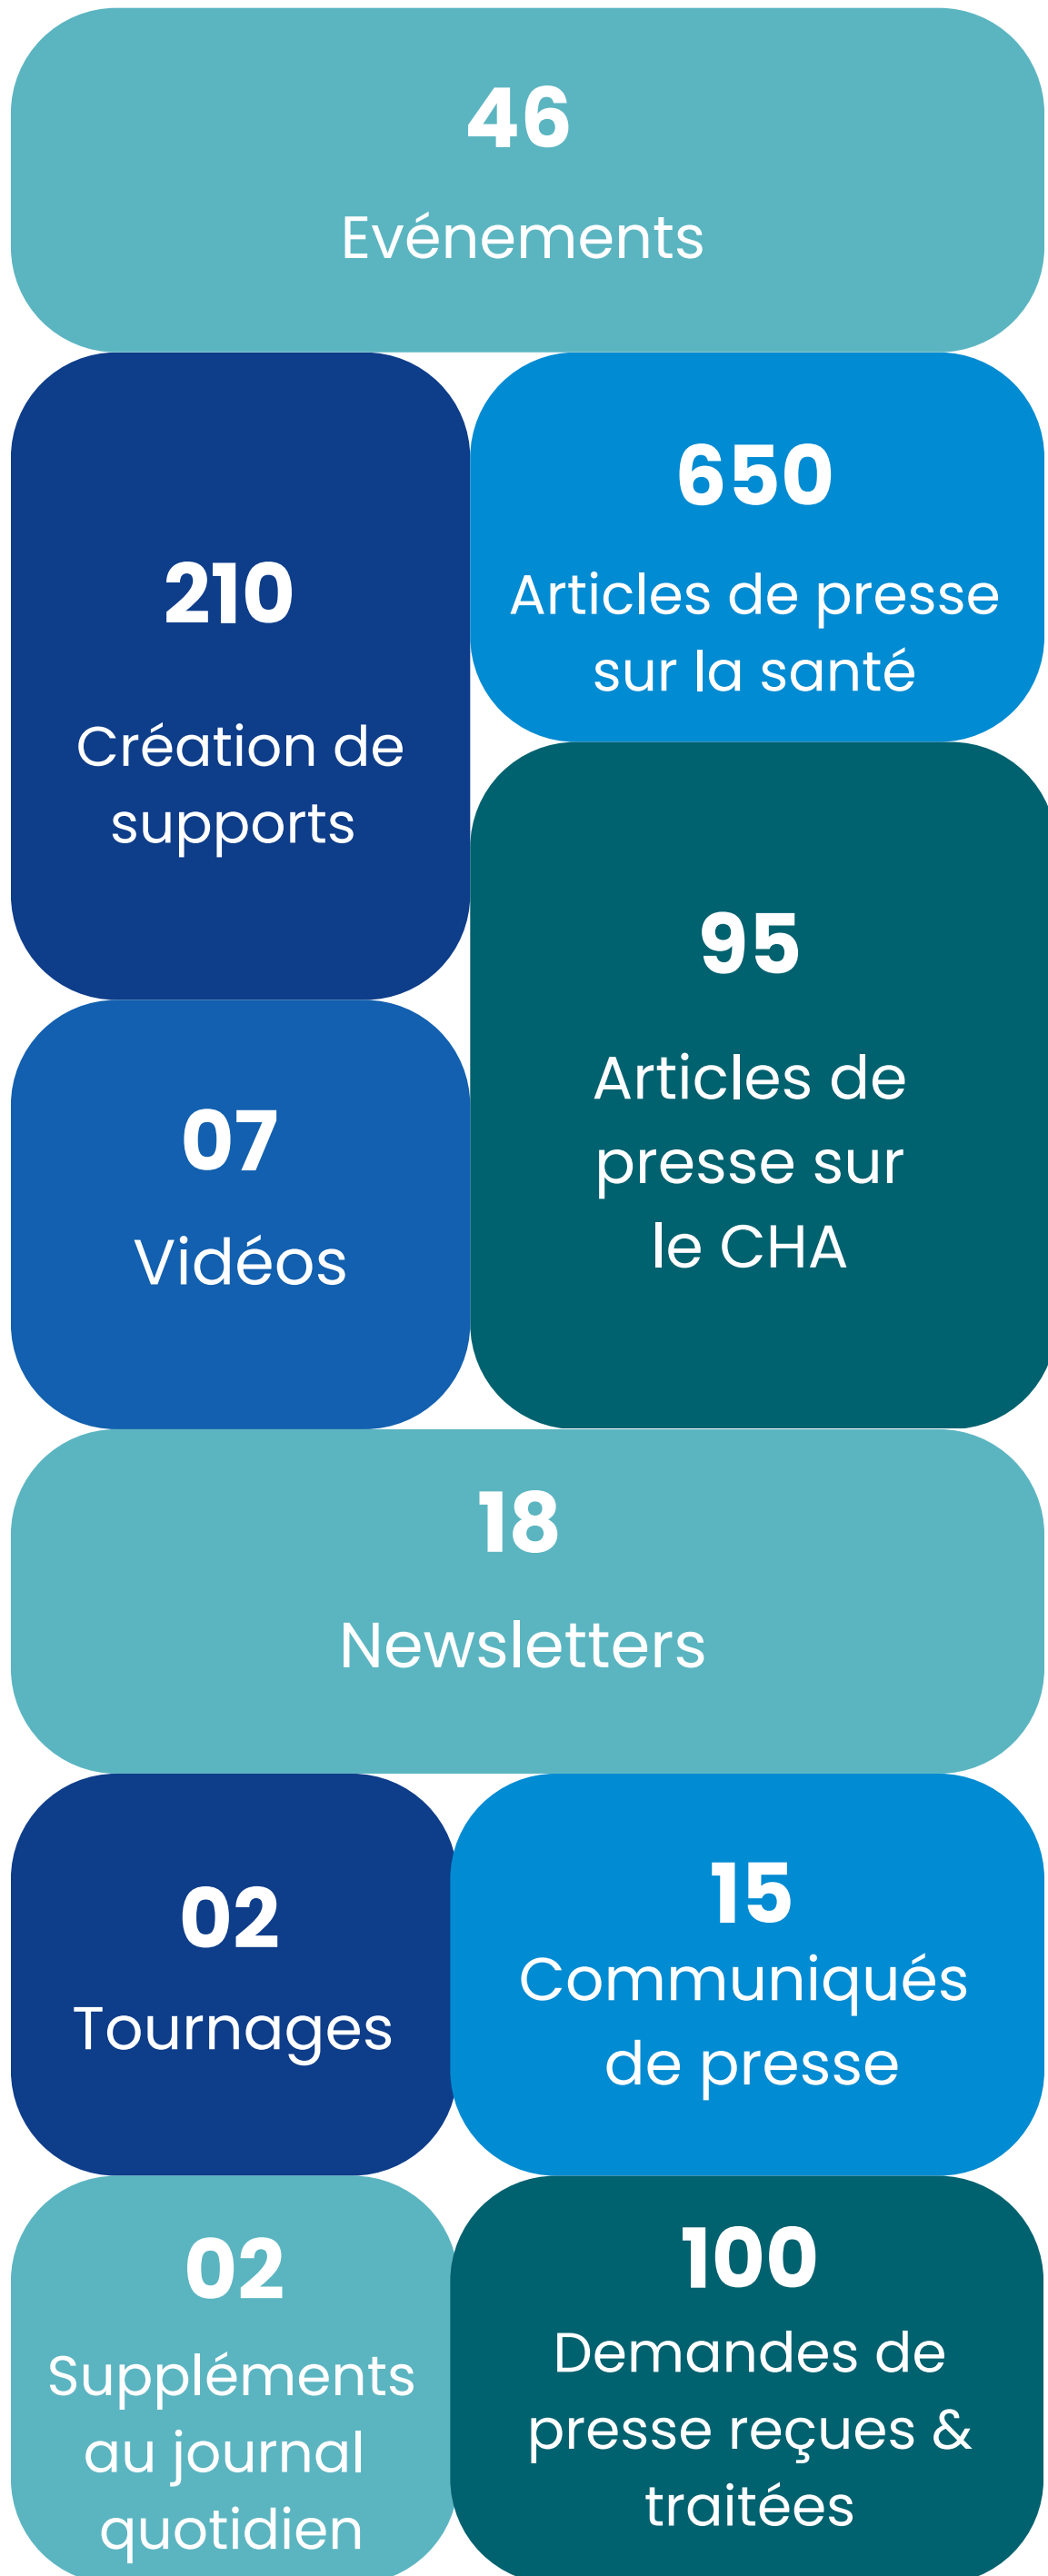 46
Evénements
210
Création de
supports
650
Articles de presse
sur la santé
95
Articles de
presse sur
le CHA
07
Vidéos
18
Newsletters
02
Tournages
15
Communiqués
de presse
02
Suppléments
au journal
quotidien
100
Demandes de
presse reçues &
traitées